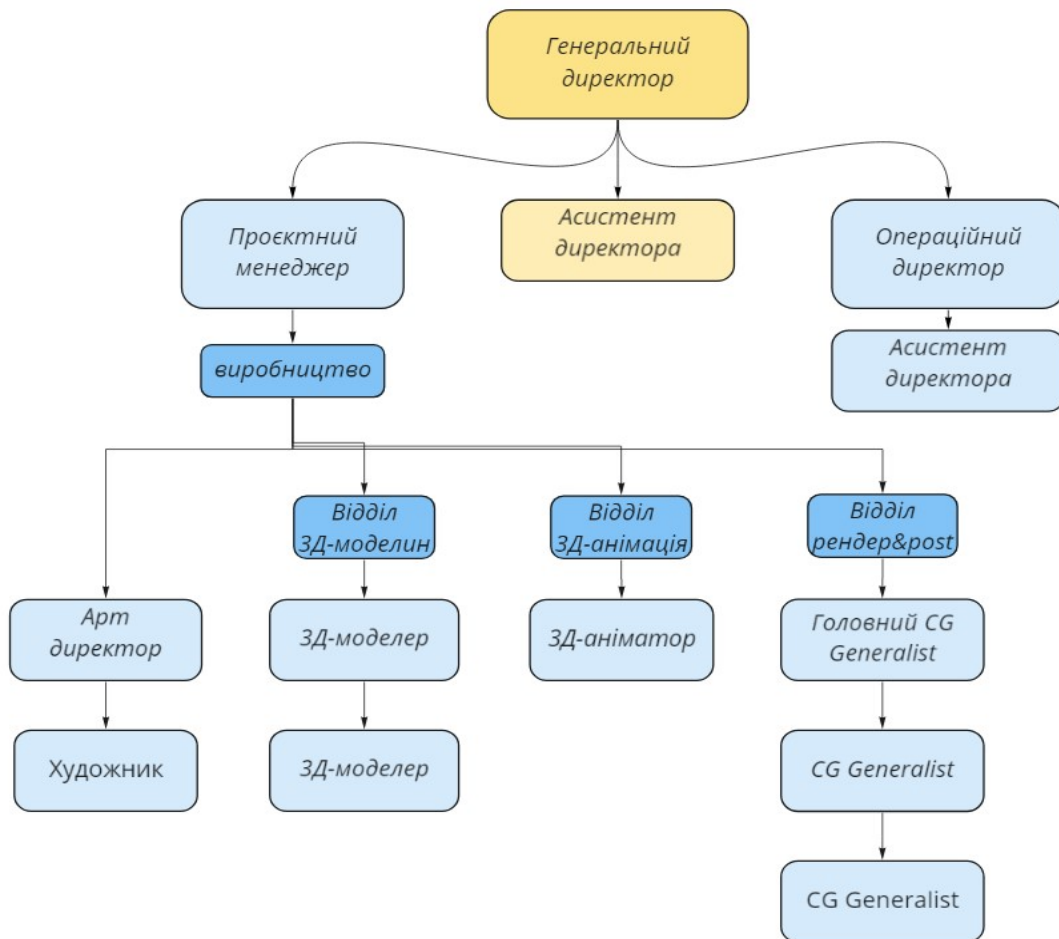 Генеральний
директор
Проєктний
менеджер
Асистент
директора
Операційний
директор
Асистент
директора
виробництво
Відділ
3Д-моделин
Відділ
3Д-анімація
Відділ
рендер&post
Арт
директор
3Д-моделер
3Д-аніматор
Головний CG
Generalist
Художник
3Д-моделер
CG Generalist
CG Generalist